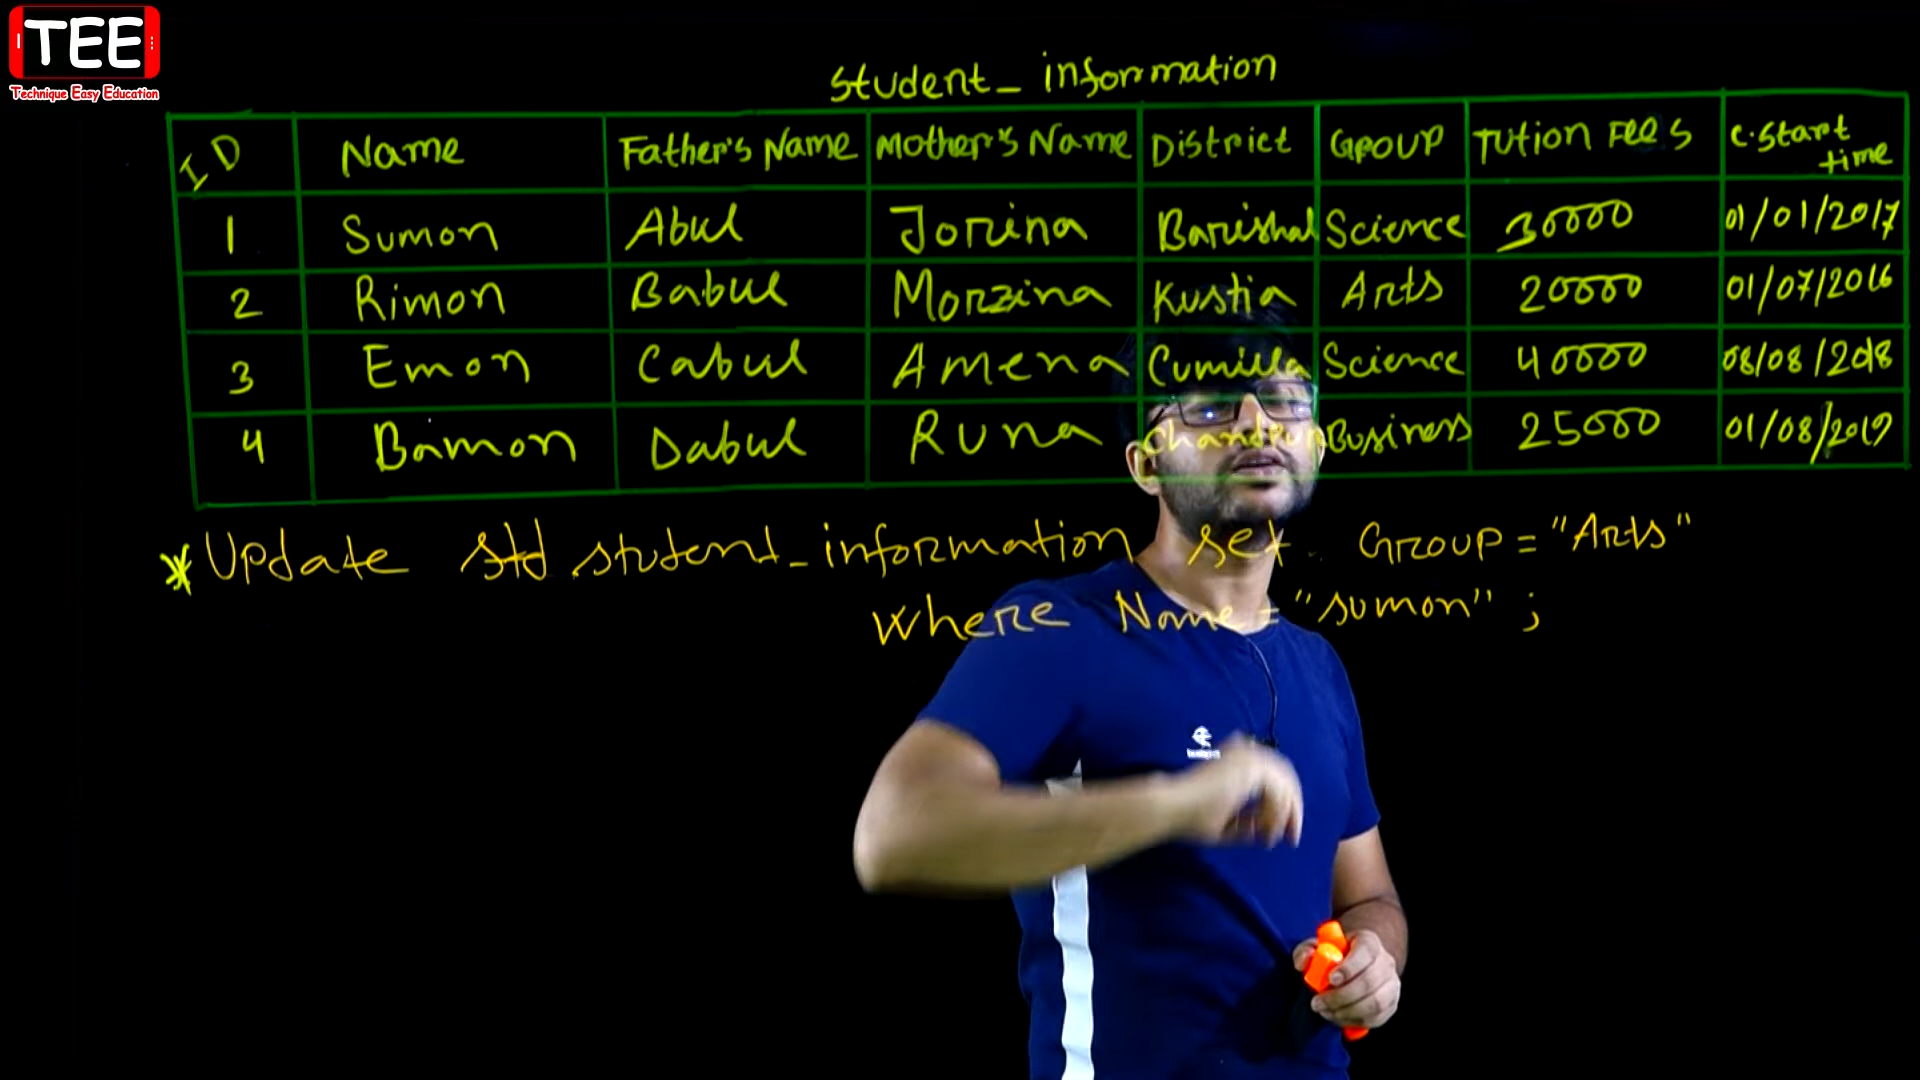 TEE
Technique Easy Education
Student_information
ID Name Father's Name Mother's Name District GROUP TUTION FEES C.Start time
1 Sumon Abul Jorina Barishal Science 30000 01/01/2017
2 Rimon Babul Morzina Kustia Arts 20000 01/07/2016
3 Emon Cabul Amena Cumilla Science 40000 08/08/2018
4 Bamon Dabul Runa Chandpur Business 25000 01/08/2019
* Update std.student_information set GROUP = "Arts"
Where Name = "sumon" ;